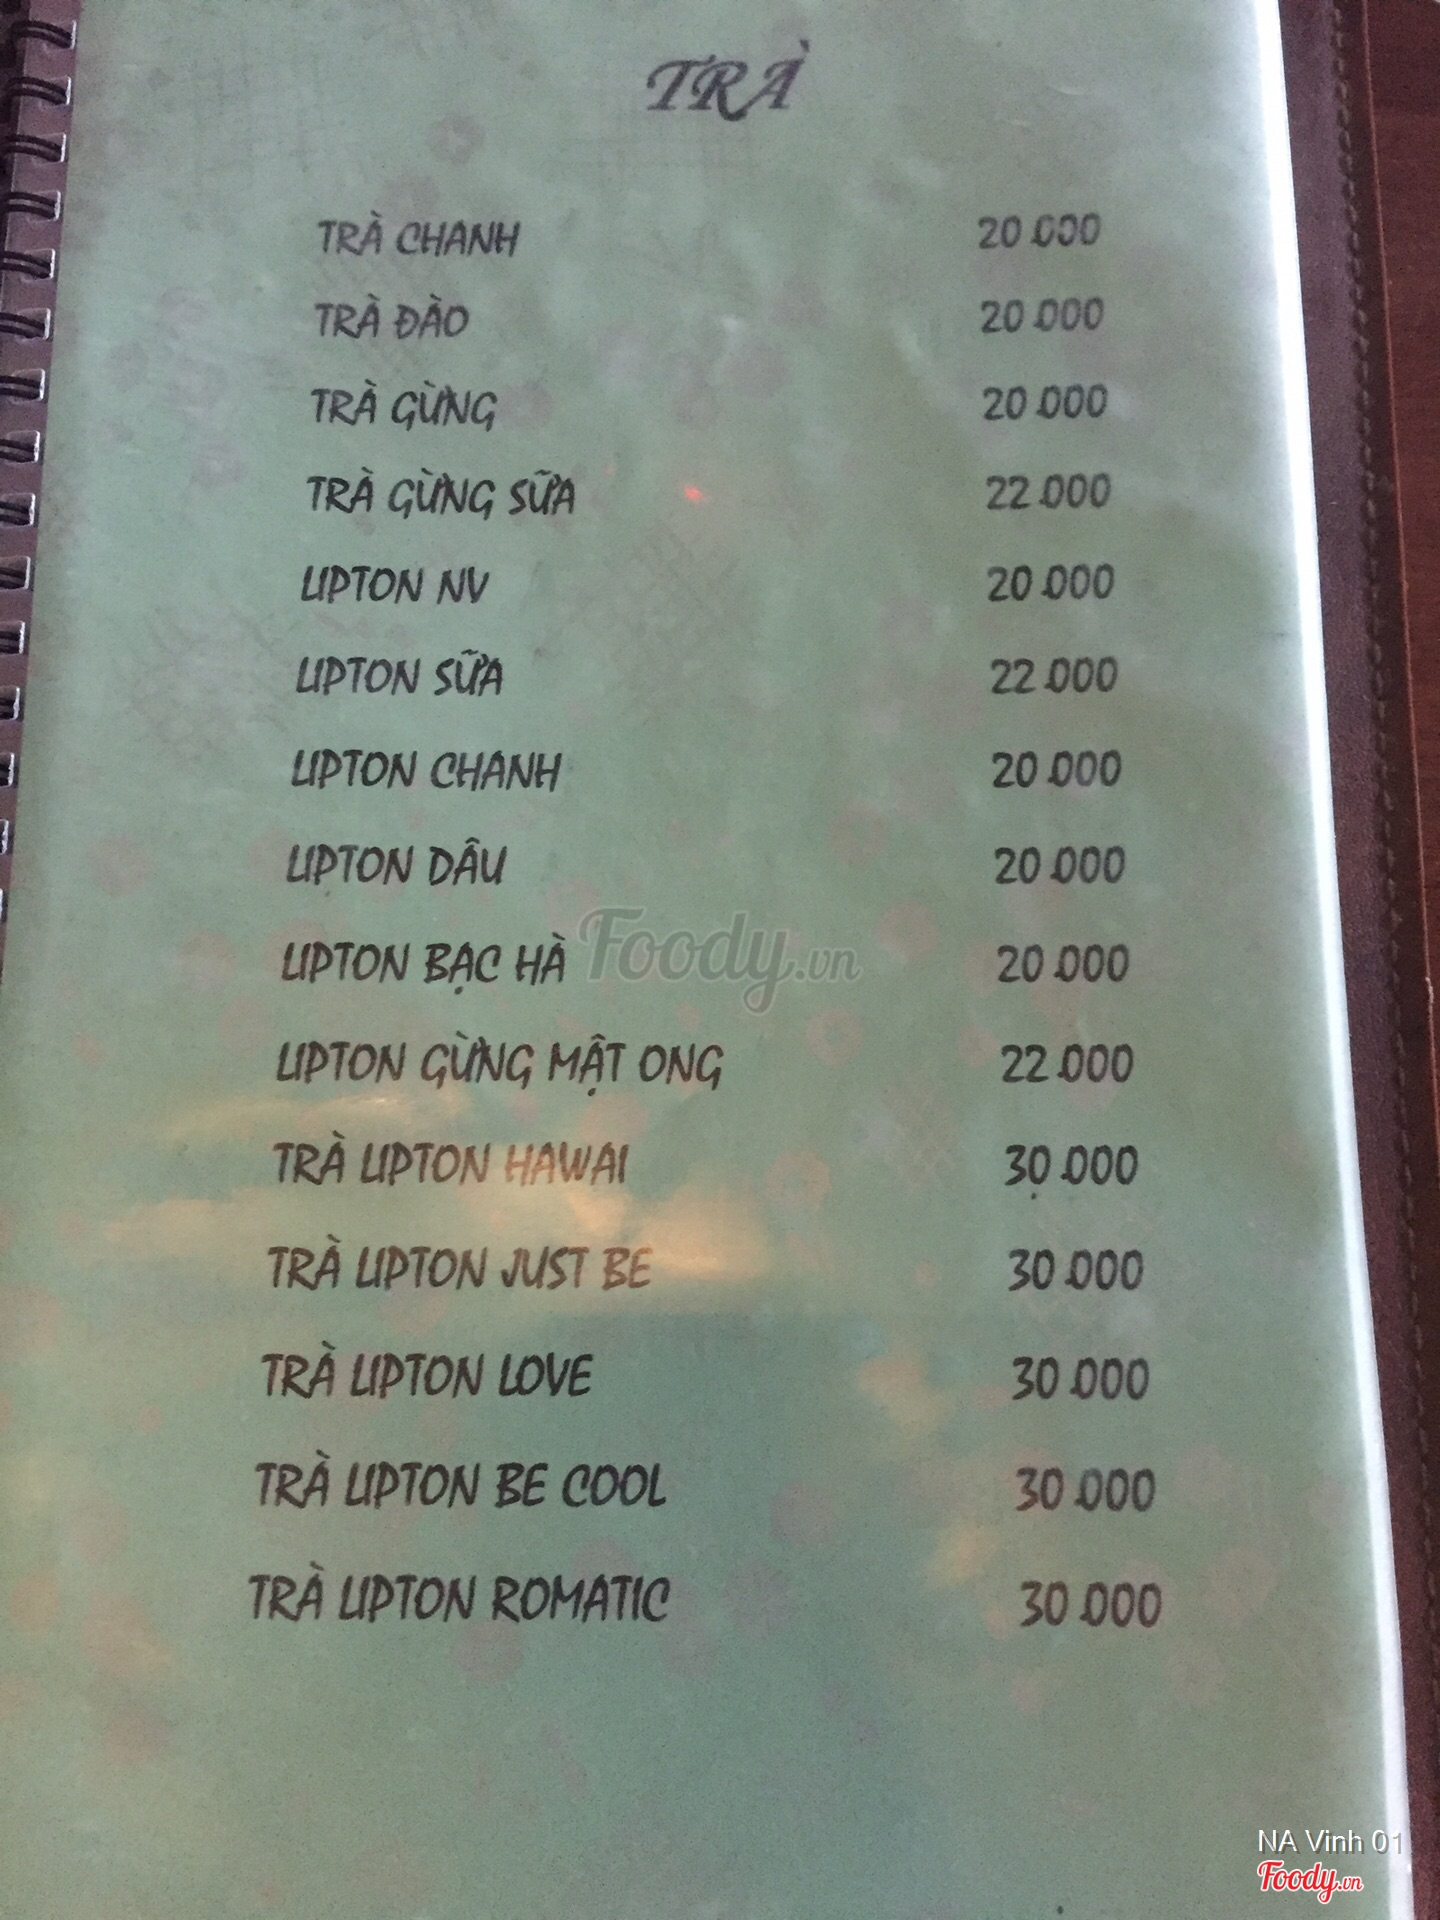 TRÀ
TRÀ CHANH 20.000
TRÀ ĐÀO 20.000
TRÀ GỪNG 20.000
TRÀ GỪNG SỮA 22.000
LIPTON NV 20.000
LIPTON SỮA 22.000
LIPTON CHANH 20.000
LIPTON DÂU 20.000
LIPTON BẠC HÀ 20.000
Foody.vn
LIPTON GỪNG MẬT ONG 22.000
TRÀ LIPTON HAWAI 30.000
TRÀ LIPTON JUST BE 30.000
TRÀ LIPTON LOVE 30.000
TRÀ LIPTON BE COOL 30.000
TRÀ LIPTON ROMATIC 30.000
NA Vinh 01
Foody.vn